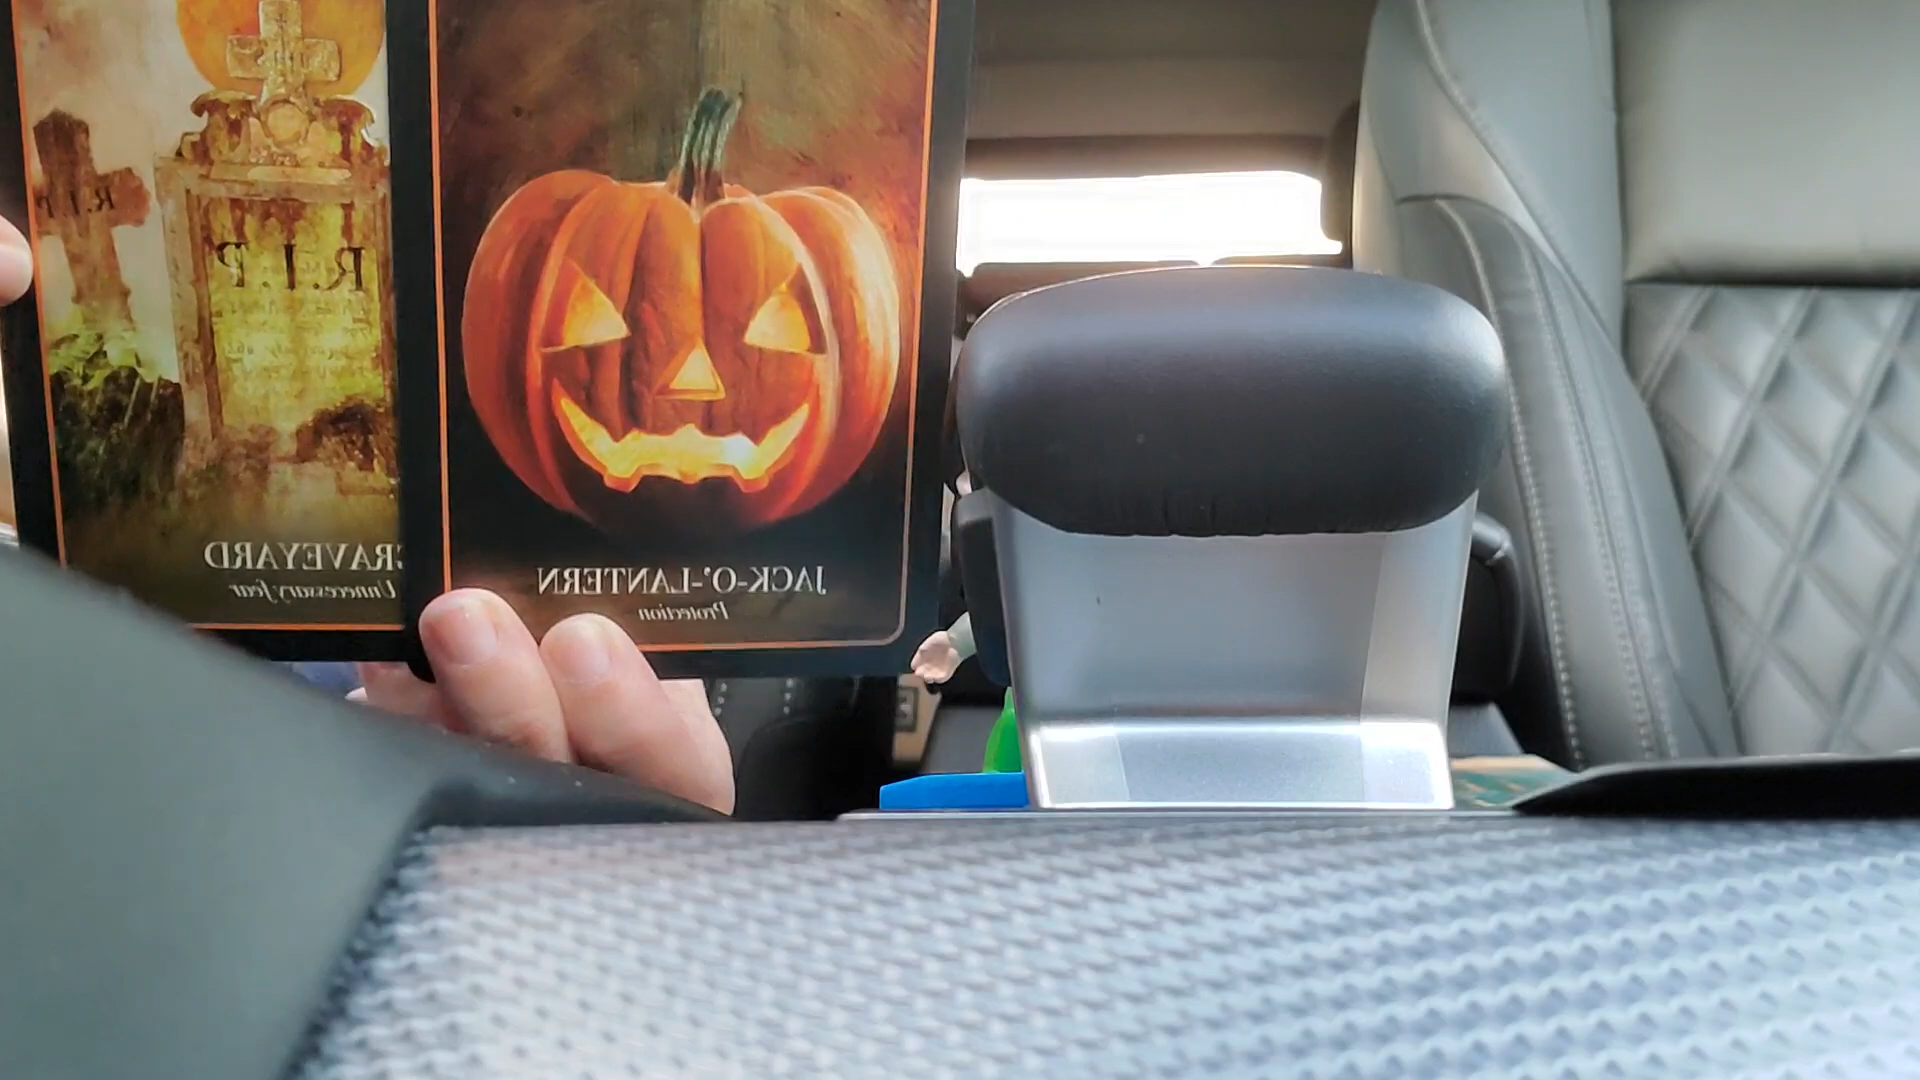 R.I.P
R.I.P
GRAVEYARD
Unnecessary fear
JACK-O'-LANTERN
Protection